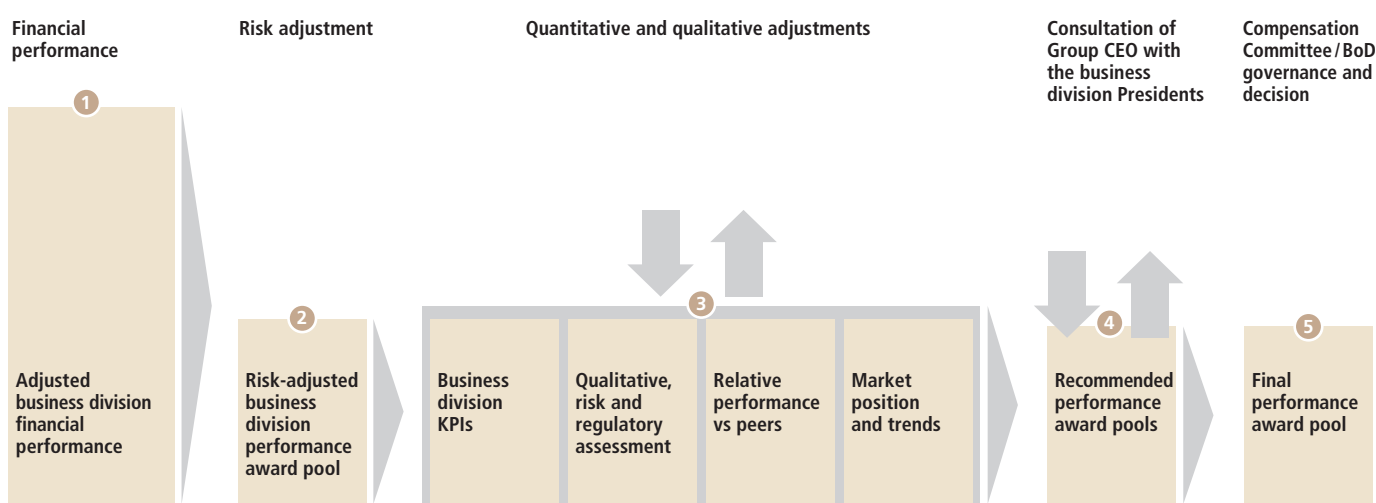 Financial
performance
Risk adjustment
Quantitative and qualitative adjustments
Consultation of
Group CEO with
the business
division Presidents
Compensation
Committee/BoD
governance and
decision
1
Adjusted
business division
financial
performance
2
Risk-adjusted
business
division
performance
award pool
3
Business
division
KPIs
Qualitative,
risk and
regulatory
assessment
Relative
performance
vs peers
Market
position
and trends
4
Recommended
performance
award pools
5
Final
performance
award pool